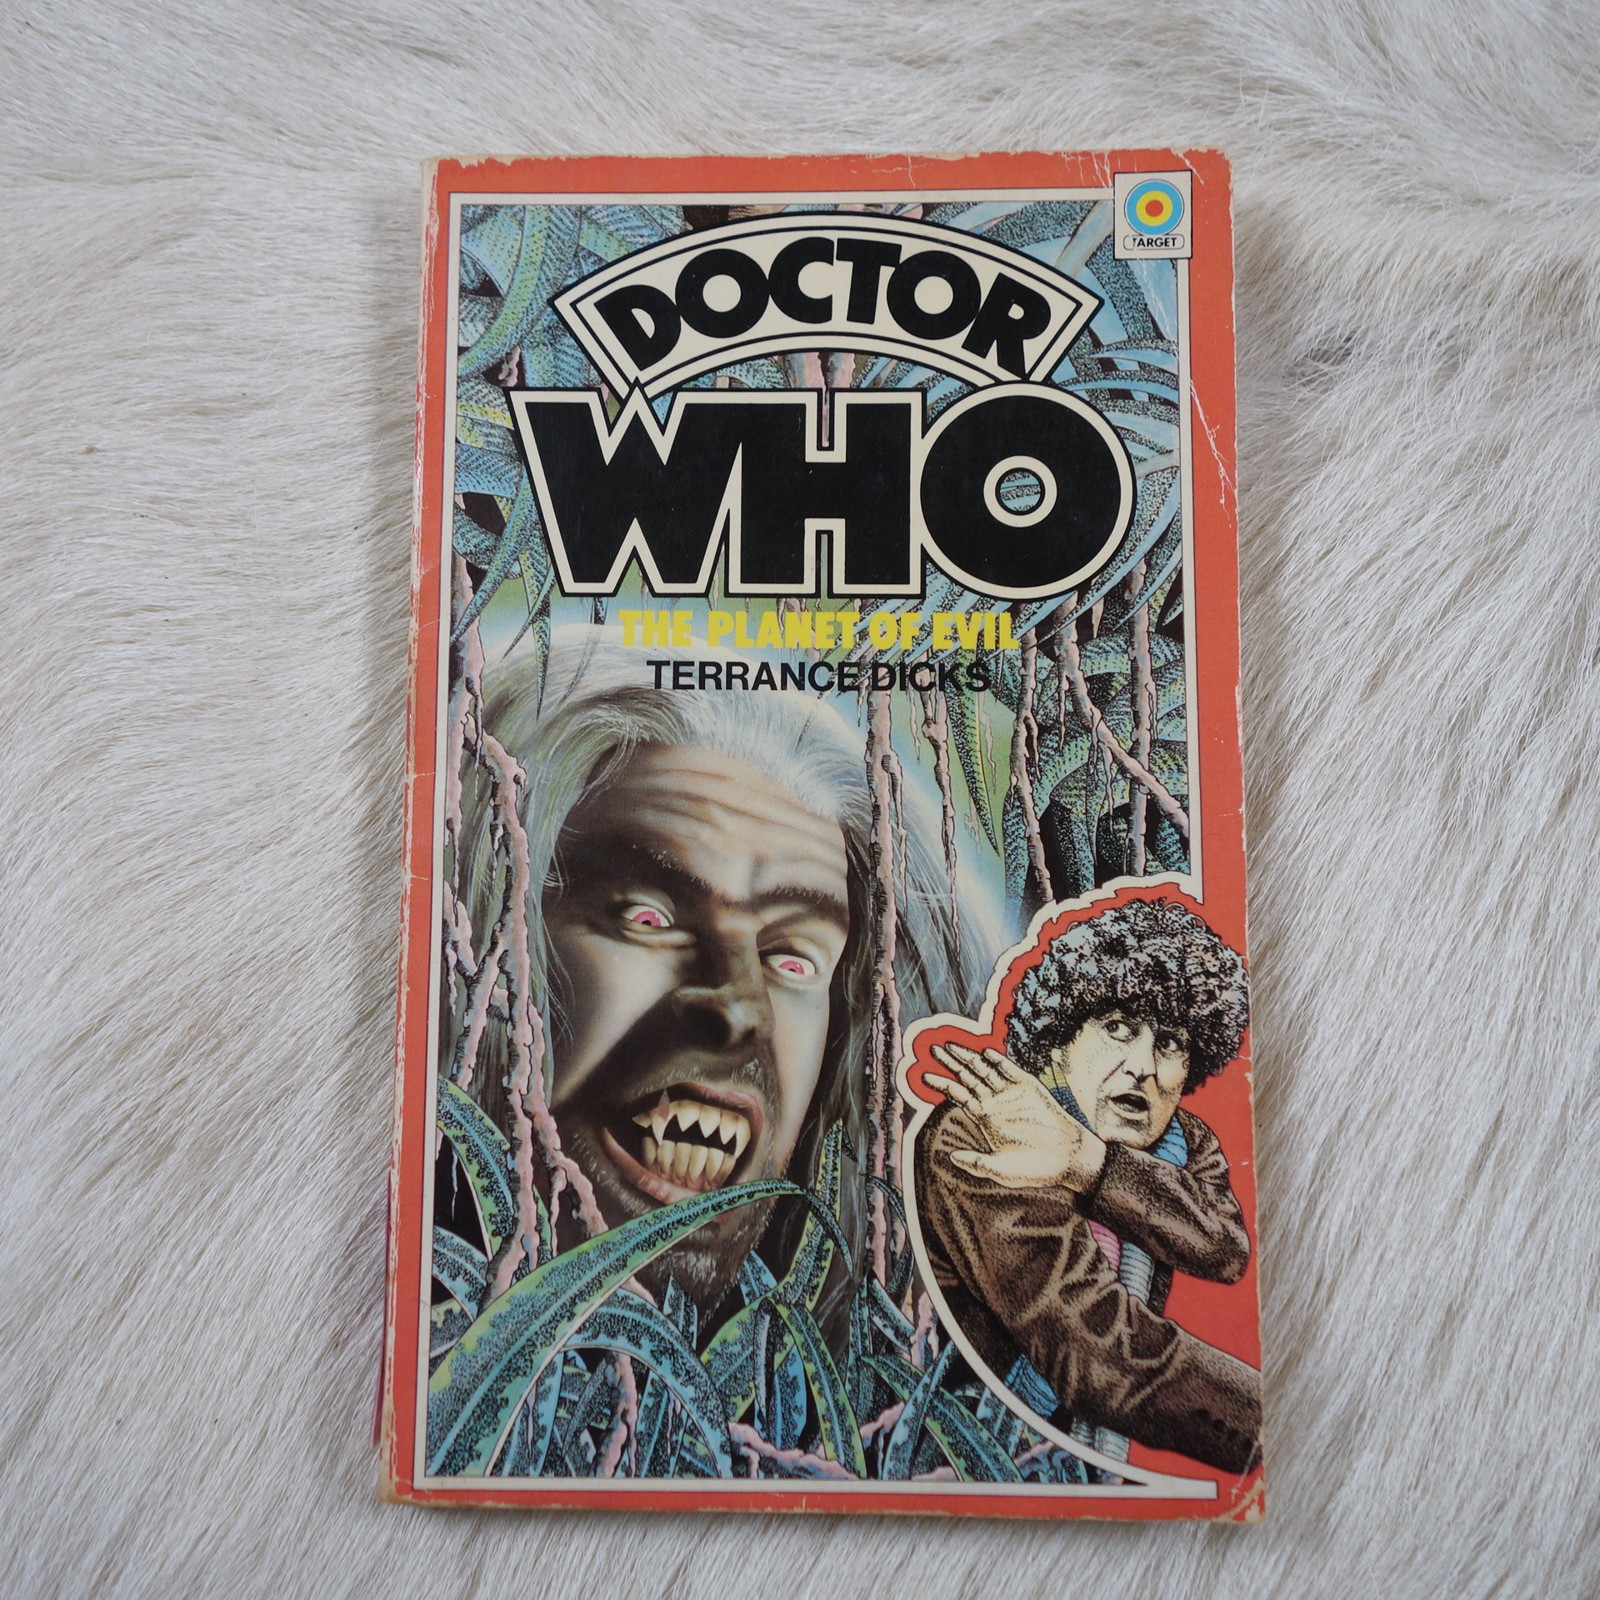 TARGET
DOCTOR
WHO
THE PLANET OF EVIL
TERRANCE DICKS